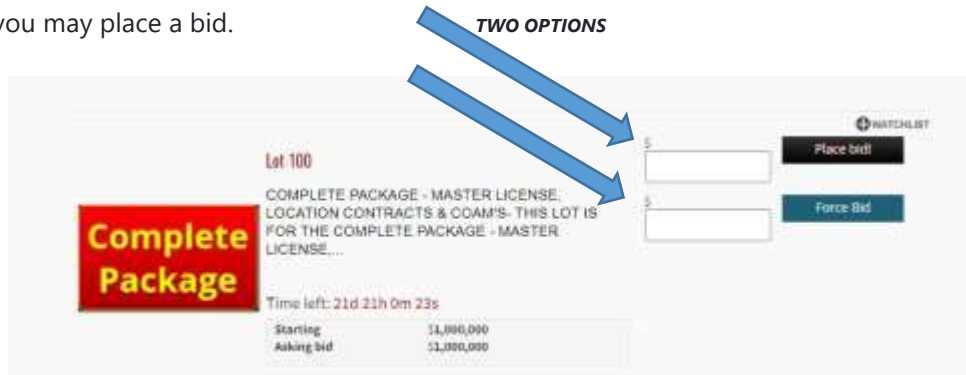 you may place a bid.
TWO OPTIONS
WATCHLIST
Lot 100
$
Place bid!
COMPLETE PACKAGE - MASTER LICENSE,
LOCATION CONTRACTS & COAM'S- THIS LOT IS
FOR THE COMPLETE PACKAGE - MASTER
LICENSE,...
$
Force Bid
Complete
Package
Time left: 21d 21h 0m 23s
Starting $1,000,000
Asking bid $1,000,000